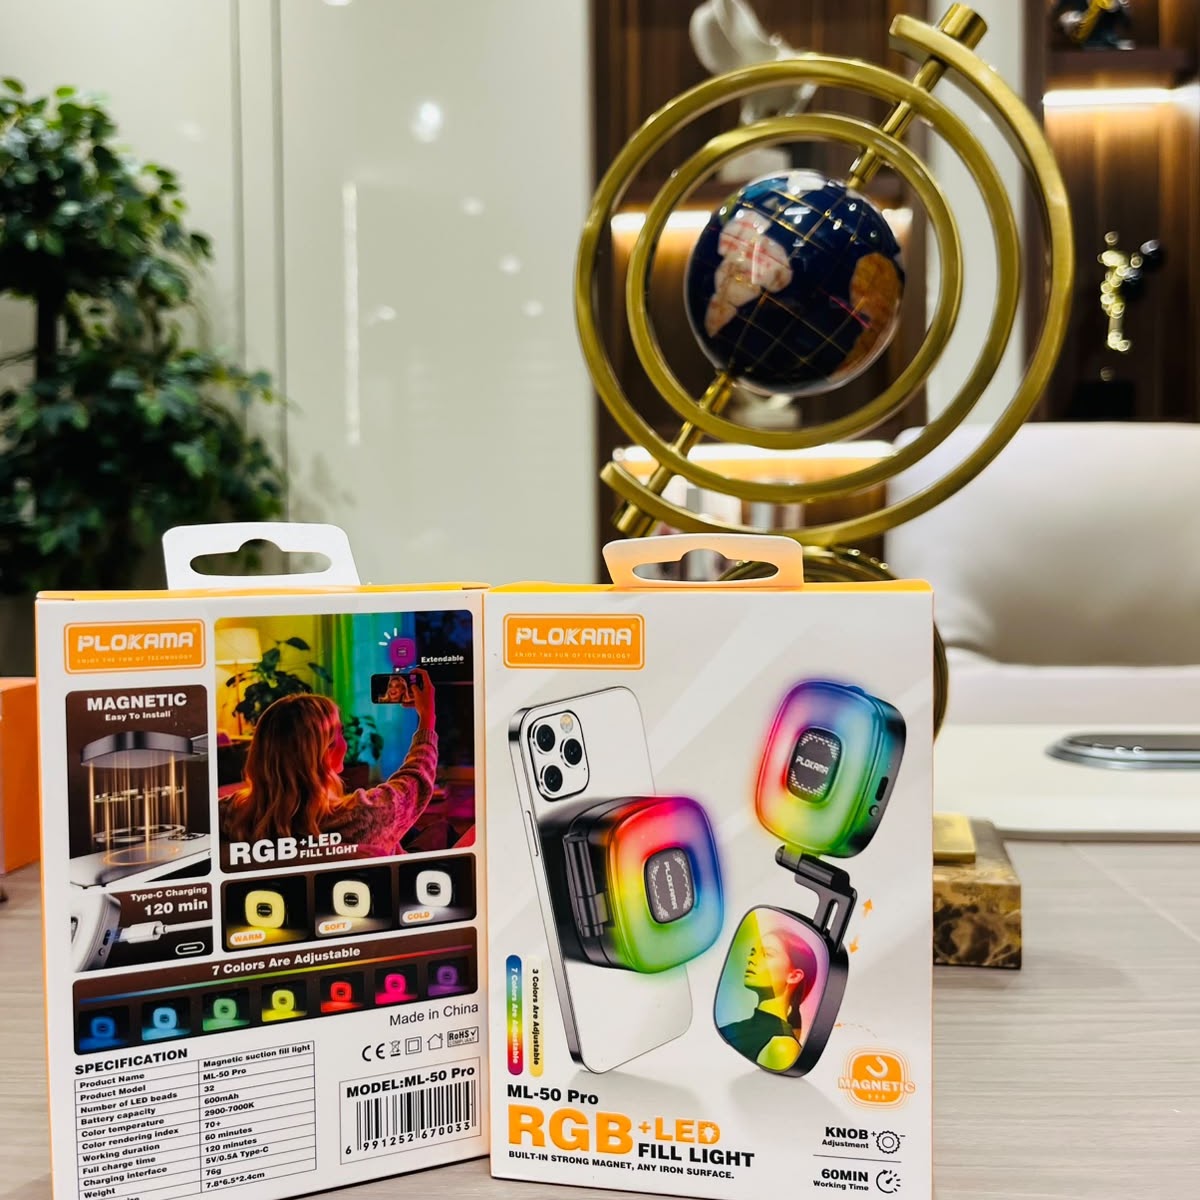 PLOKAMA
ENJOY THE FUN OF TECHNOLOGY
MAGNETIC
Easy To Install
Extendable
RGB+LED
FILL LIGHT
Type-C Charging
120 min
WARM
SOFT
COLD
7 Colors Are Adjustable
Made in China
CE
RoHS
COMPLIANT
SPECIFICATION
Product Name Magnetic suction fill light
Product Model ML-50 Pro
Number of LED beads 32
Battery capacity 600mAh
Color temperature 2900-7000K
Color rendering index 70+
Working duration 60 minutes
Full charge time 120 minutes
Charging interface 5V/0.5A Type-C
Weight 76g
7.8*6.5*2.4cm
MODEL:ML-50 Pro
6 991252 670033
PLOKAMA
ENJOY THE FUN OF TECHNOLOGY
PLOKAMA
PLOKAMA
7 Colors Are Adjustable
3 Colors Are Adjustable
MAGNETIC
ML-50 Pro
RGB+LED
FILL LIGHT
BUILT-IN STRONG MAGNET, ANY IRON SURFACE.
KNOB
Adjustment
60MIN
Working Time